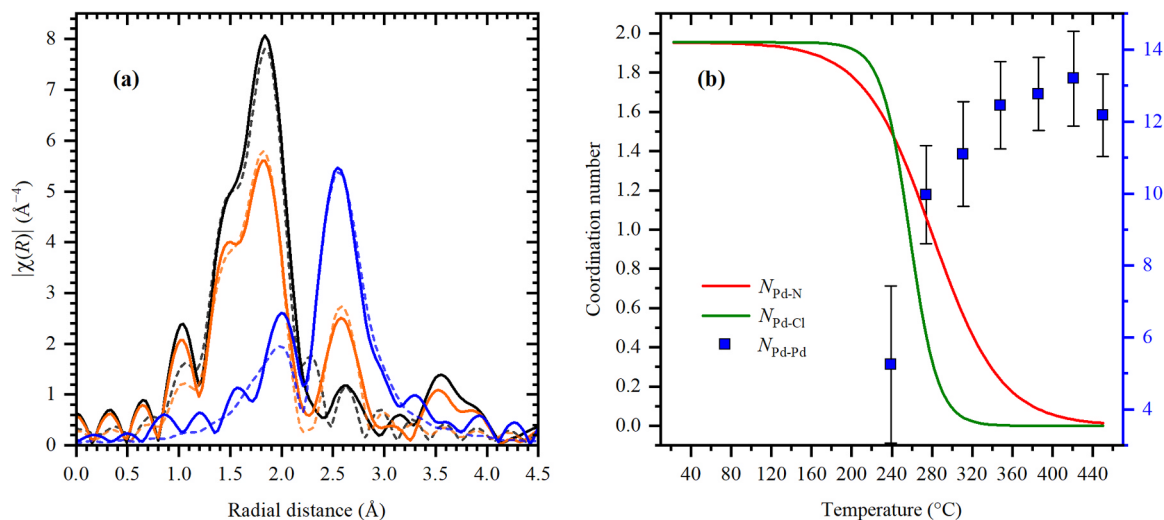 (a)
8
7
6
5
4
3
2
1
0
|χ(R)| (Å⁻⁴)
0.0 0.5 1.0 1.5 2.0 2.5 3.0 3.5 4.0 4.5
Radial distance (Å)
(b)
2.0
1.8
1.6
1.4
1.2
1.0
0.8
0.6
0.4
0.2
0.0
Coordination number
N_Pd-N
N_Pd-Cl
N_Pd-Pd
14
12
10
8
6
4
0 40 80 120 160 200 240 280 320 360 400 440
Temperature (°C)